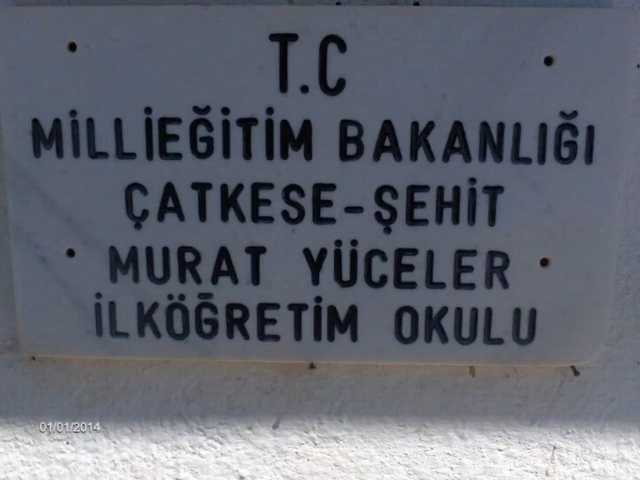 T.C
MİLLİEĞİTİM BAKANLIĞI
ÇATKESE-ŞEHİT
MURAT YÜCELER
İLKÖĞRETİM OKULU
01/01/2014